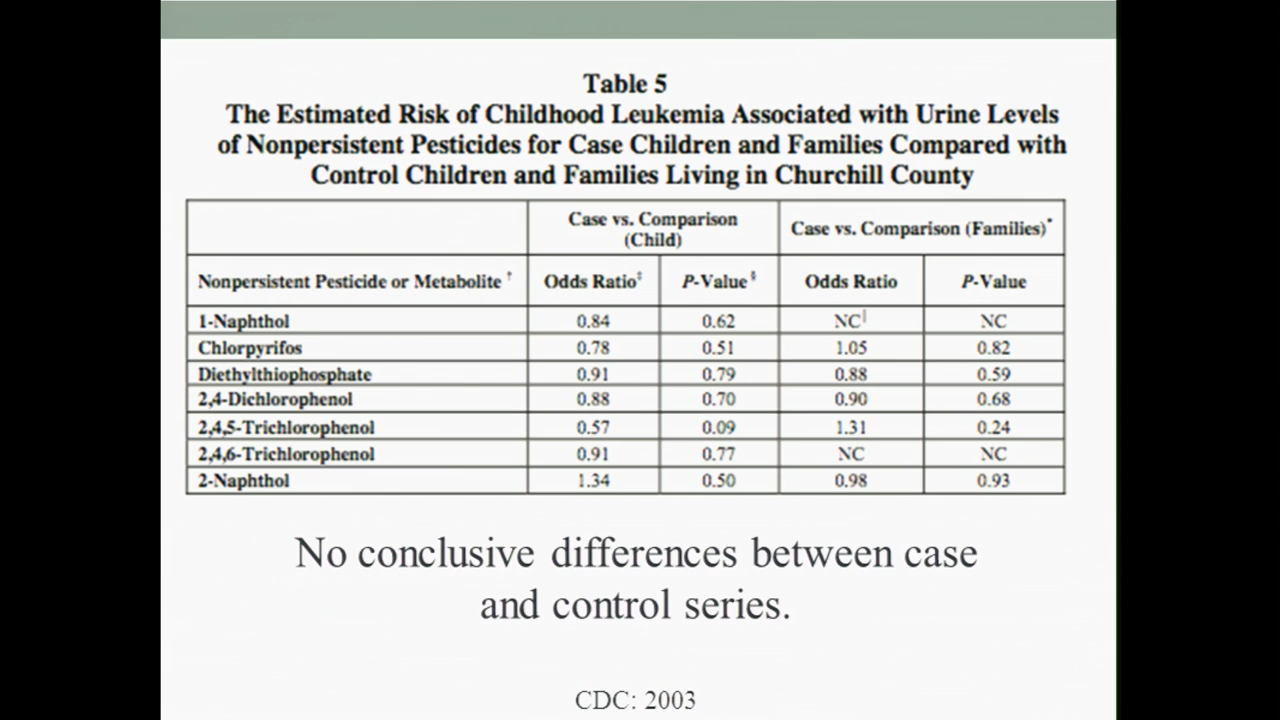 Table 5
The Estimated Risk of Childhood Leukemia Associated with Urine Levels
of Nonpersistent Pesticides for Case Children and Families Compared with
Control Children and Families Living in Churchill County
Case vs. Comparison
(Child)
Case vs. Comparison (Families)*
Nonpersistent Pesticide or Metabolite † Odds Ratio‡ P-Value§ Odds Ratio P-Value
1-Naphthol 0.84 0.62 NC| NC
Chlorpyrifos 0.78 0.51 1.05 0.82
Diethylthiophosphate 0.91 0.79 0.88 0.59
2,4-Dichlorophenol 0.88 0.70 0.90 0.68
2,4,5-Trichlorophenol 0.57 0.09 1.31 0.24
2,4,6-Trichlorophenol 0.91 0.77 NC NC
2-Naphthol 1.34 0.50 0.98 0.93
No conclusive differences between case
and control series.
CDC: 2003